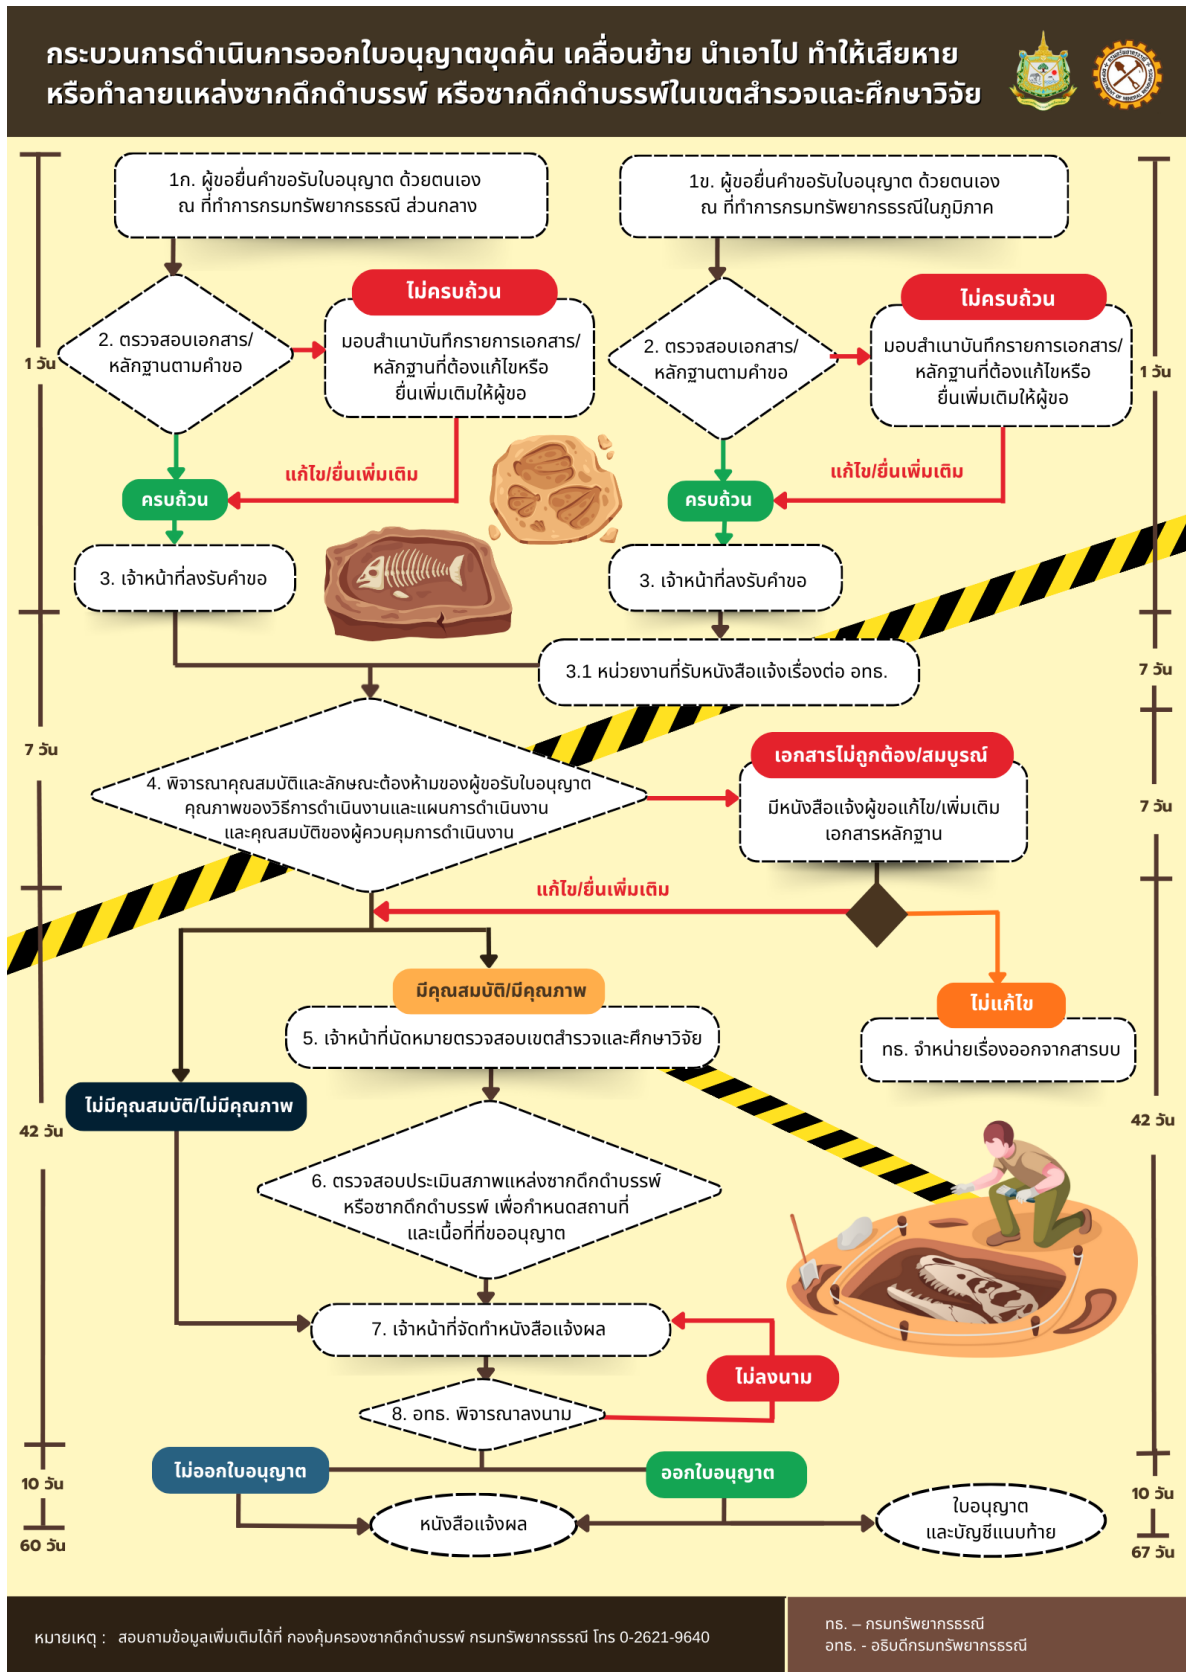 กระบวนการดำเนินการออกใบอนุญาตขุดค้น เคลื่อนย้าย นำเอาไป ทำให้เสียหาย
หรือทำลายแหล่งซากดึกดำบรรพ์ หรือซากดึกดำบรรพ์ในเขตสำรวจและศึกษาวิจัย
1ก. ผู้ขอยื่นคำขอรับใบอนุญาต ด้วยตนเอง
ณ ที่ทำการกรมทรัพยากรธรณี ส่วนกลาง
1ข. ผู้ขอยื่นคำขอรับใบอนุญาต ด้วยตนเอง
ณ ที่ทำการกรมทรัพยากรธรณีในภูมิภาค
ไม่ครบถ้วน
2. ตรวจสอบเอกสาร/
หลักฐานตามคำขอ
มอบสำเนาบันทึกรายการเอกสาร/
หลักฐานที่ต้องแก้ไขหรือ
ยื่นเพิ่มเติมให้ผู้ขอ
1 วัน
ไม่ครบถ้วน
2. ตรวจสอบเอกสาร/
หลักฐานตามคำขอ
มอบสำเนาบันทึกรายการเอกสาร/
หลักฐานที่ต้องแก้ไขหรือ
ยื่นเพิ่มเติมให้ผู้ขอ
1 วัน
แก้ไข/ยื่นเพิ่มเติม
ครบถ้วน
แก้ไข/ยื่นเพิ่มเติม
ครบถ้วน
3. เจ้าหน้าที่ลงรับคำขอ
3. เจ้าหน้าที่ลงรับคำขอ
3.1 หน่วยงานที่รับหนังสือแจ้งเรื่องต่อ อทธ.
7 วัน
7 วัน
เอกสารไม่ถูกต้อง/สมบูรณ์
4. พิจารณาคุณสมบัติและลักษณะต้องห้ามของผู้ขอรับใบอนุญาต
คุณภาพของวิธีการดำเนินงานและแผนการดำเนินงาน
และคุณสมบัติของผู้ควบคุมการดำเนินงาน
มีหนังสือแจ้งผู้ขอแก้ไข/เพิ่มเติม
เอกสารหลักฐาน
7 วัน
แก้ไข/ยื่นเพิ่มเติม
มีคุณสมบัติ/มีคุณภาพ
ไม่แก้ไข
5. เจ้าหน้าที่นัดหมายตรวจสอบเขตสำรวจและศึกษาวิจัย
ทธ. จำหน่ายเรื่องออกจากสารบบ
ไม่มีคุณสมบัติ/ไม่มีคุณภาพ
42 วัน
42 วัน
6. ตรวจสอบประเมินสภาพแหล่งซากดึกดำบรรพ์
หรือซากดึกดำบรรพ์ เพื่อกำหนดสถานที่
และเนื้อที่ที่ขออนุญาต
7. เจ้าหน้าที่จัดทำหนังสือแจ้งผล
ไม่ลงนาม
8. อทธ. พิจารณาลงนาม
ไม่ออกใบอนุญาต
ออกใบอนุญาต
10 วัน
10 วัน
หนังสือแจ้งผล
ใบอนุญาต
และบัญชีแนบท้าย
60 วัน
67 วัน
หมายเหตุ : สอบถามข้อมูลเพิ่มเติมได้ที่ กองคุ้มครองซากดึกดำบรรพ์ กรมทรัพยากรธรณี โทร 0-2621-9640
ทธ. – กรมทรัพยากรธรณี
อทธ. - อธิบดีกรมทรัพยากรธรณี